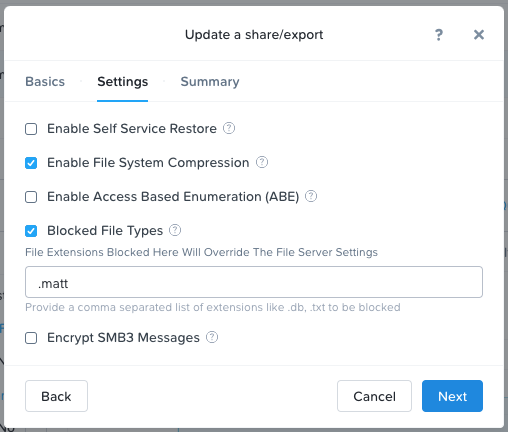 Update a share/export ?
Basics · Settings · Summary
Enable Self Service Restore ?
Enable File System Compression ?
Enable Access Based Enumeration (ABE) ?
Blocked File Types ?
File Extensions Blocked Here Will Override The File Server Settings
.matt
Provide a comma separated list of extensions like .db, .txt to be blocked
Encrypt SMB3 Messages ?
Back Cancel Next
No